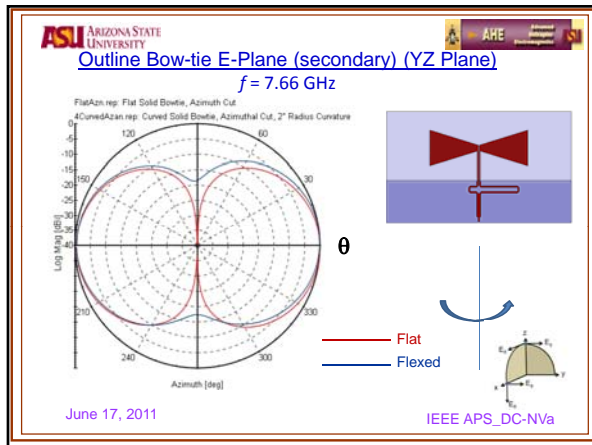 ASU ARIZONA STATE
UNIVERSITY
AHE
ASU
Outline Bow-tie E-Plane (secondary) (YZ Plane)
f = 7.66 GHz
FlatAzn.rep: Flat Solid Bowtie, Azimuth Cut
4CurvedAzan.rep: Curved Solid Bowtie, Azimuthal Cut, 2" Radius Curvature
0
-5
-10
-15
-20
-25
-30
-35
-40
Log Mag [dBi]
120
60
150
30
210
330
240
300
Azimuth [deg]
θ
Flat
Flexed
z
y
x
June 17, 2011
IEEE APS_DC-NVa